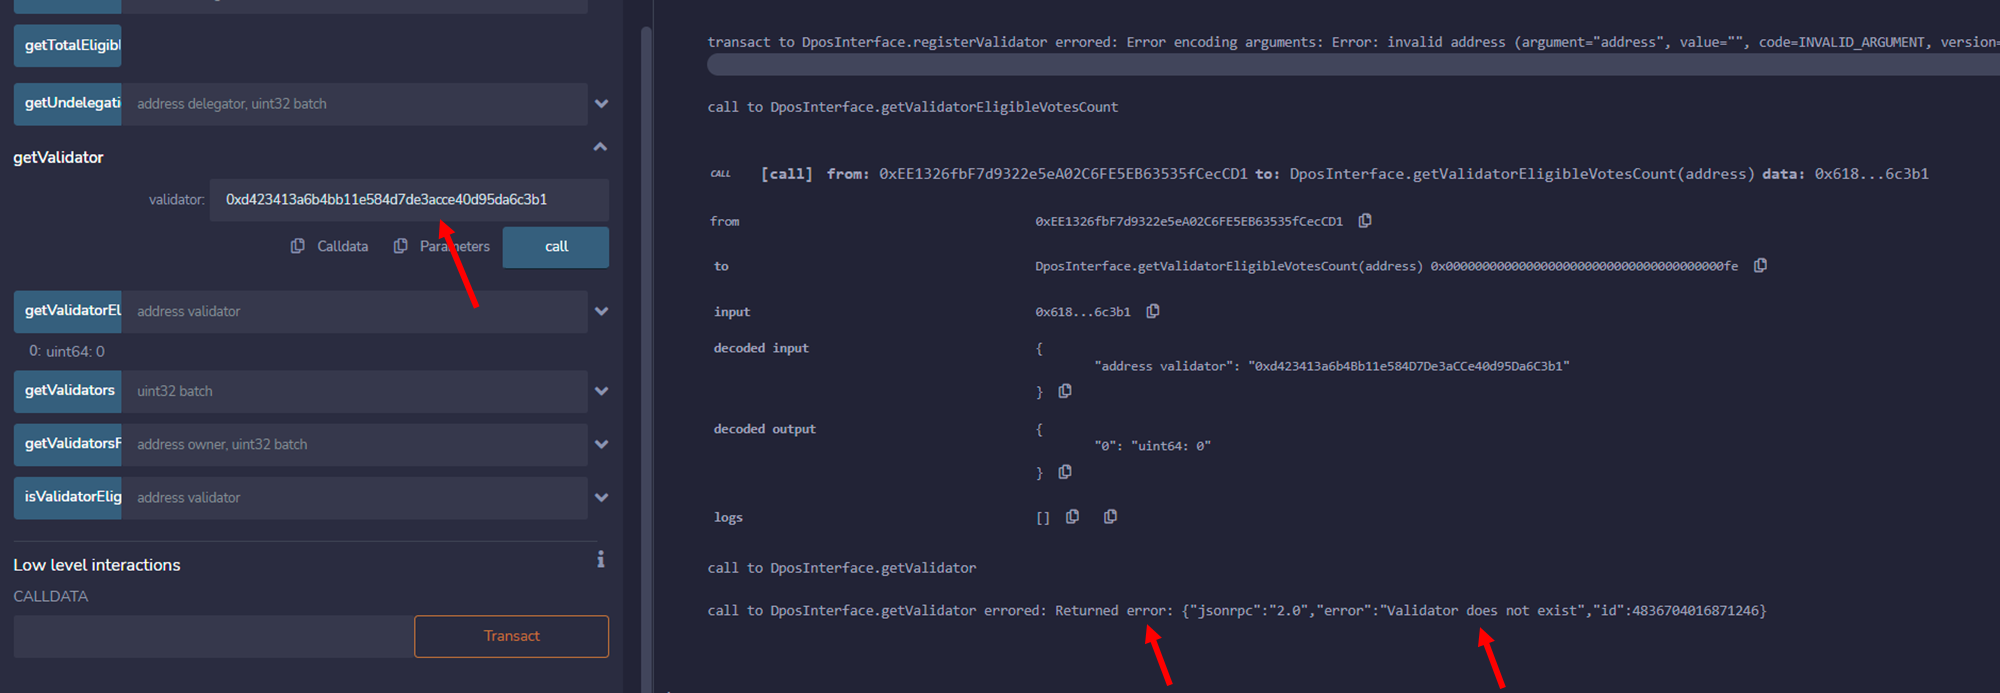 getTotalEligibl
getUndelegati address delegator, uint32 batch
getValidator
validator: 0xd423413a6b4bb11e584d7de3acce40d95da6c3b1
Calldata Parameters call
getValidatorEl address validator
0: uint64: 0
getValidators uint32 batch
getValidatorsF address owner, uint32 batch
isValidatorElig address validator
Low level interactions
CALLDATA
Transact
transact to DposInterface.registerValidator errored: Error encoding arguments: Error: invalid address (argument="address", value="", code=INVALID_ARGUMENT, version=
call to DposInterface.getValidatorEligibleVotesCount
CALL [call] from: 0xEE1326fbF7d9322e5eA02C6FE5EB63535fCecCD1 to: DposInterface.getValidatorEligibleVotesCount(address) data: 0x618...6c3b1
from 0xEE1326fbF7d9322e5eA02C6FE5EB63535fCecCD1
to DposInterface.getValidatorEligibleVotesCount(address) 0x00000000000000000000000000000000000000fe
input 0x618...6c3b1
decoded input {
"address validator": "0xd423413a6b4Bb11e584D7De3aCCe40d95Da6C3b1"
}
decoded output {
"0": "uint64: 0"
}
logs []
call to DposInterface.getValidator
call to DposInterface.getValidator errored: Returned error: {"jsonrpc":"2.0","error":"Validator does not exist","id":4836704016871246}